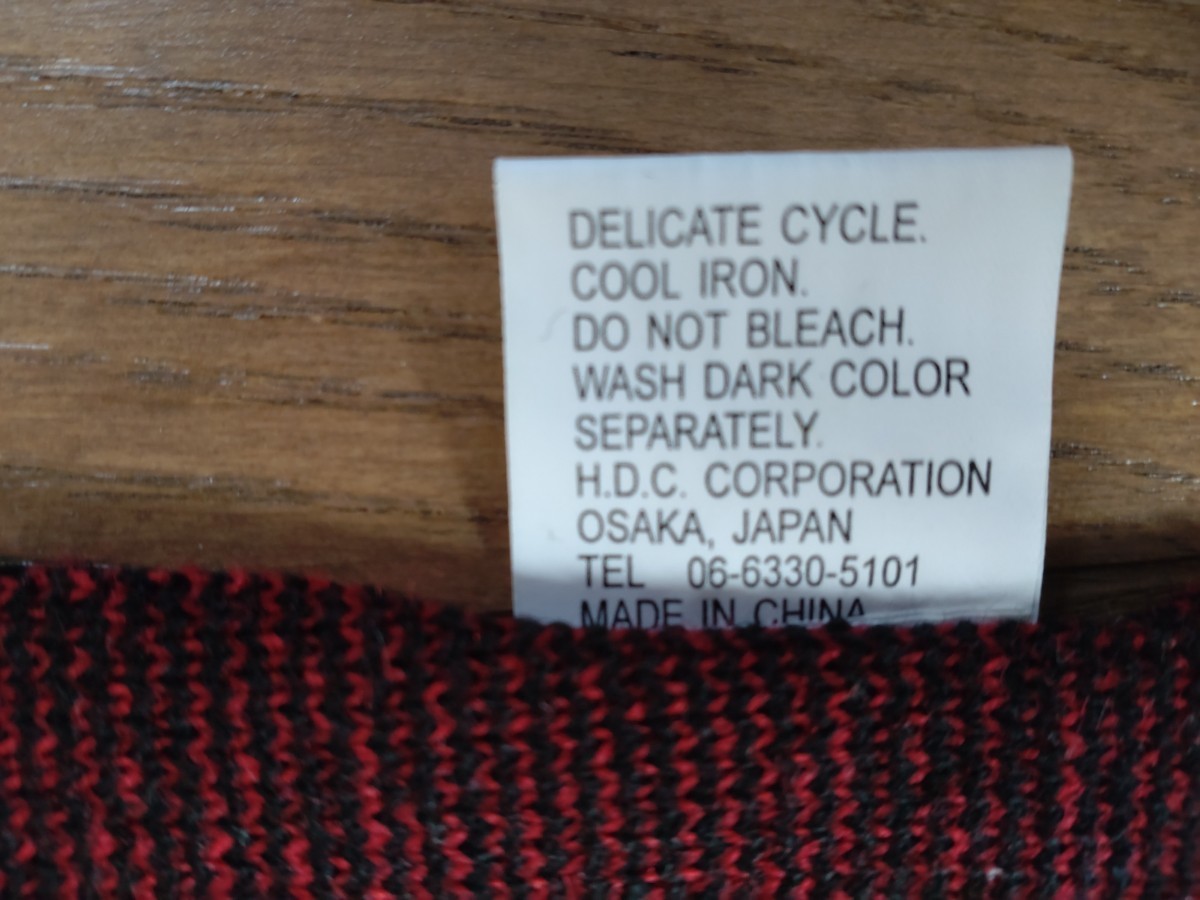 DELICATE CYCLE.
COOL IRON.
DO NOT BLEACH.
WASH DARK COLOR
SEPARATELY.
H.D.C. CORPORATION
OSAKA, JAPAN
TEL 06-6330-5101
MADE IN CHINA